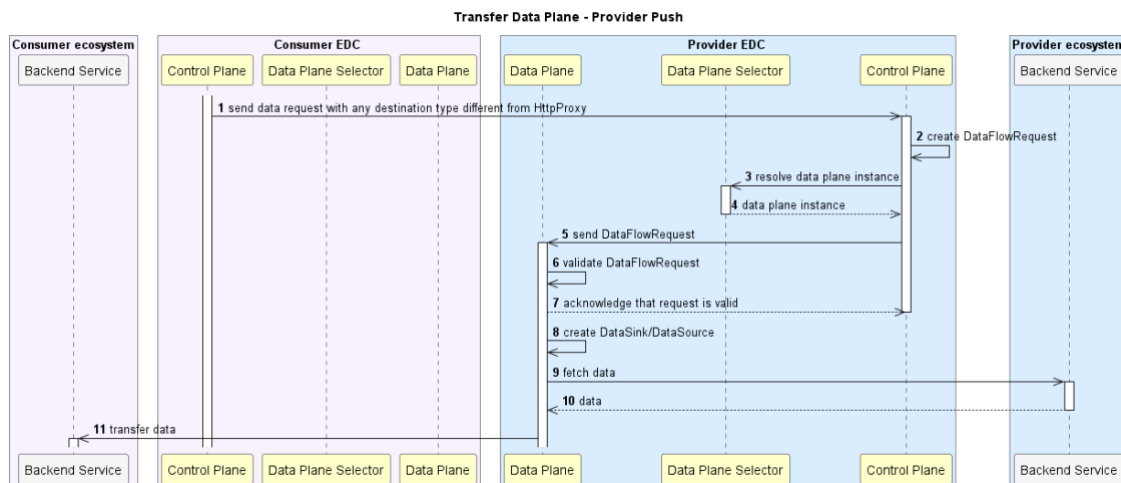 Transfer Data Plane - Provider Push
Consumer ecosystem
Consumer EDC
Provider EDC
Provider ecosystem
Backend Service
Control Plane
Data Plane Selector
Data Plane
Data Plane
Data Plane Selector
Control Plane
Backend Service
1 send data request with any destination type different from HttpProxy
2 create DataFlowRequest
3 resolve data plane instance
4 data plane instance
5 send DataFlowRequest
6 validate DataFlowRequest
7 acknowledge that request is valid
8 create DataSink/DataSource
9 fetch data
10 data
11 transfer data
Backend Service
Control Plane
Data Plane Selector
Data Plane
Data Plane
Data Plane Selector
Control Plane
Backend Service